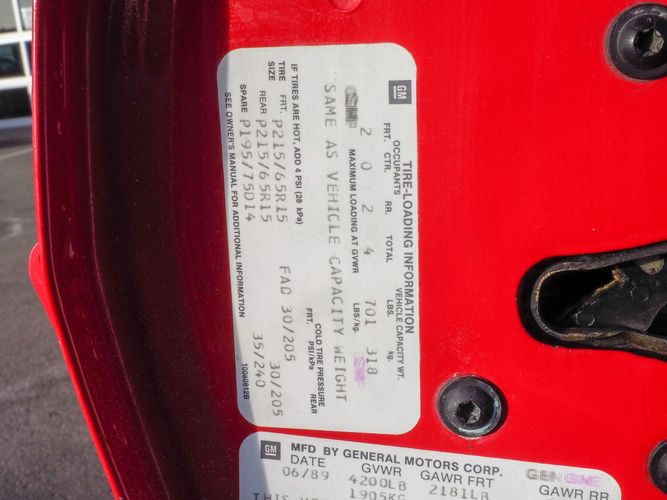 GM TIRE-LOADING INFORMATION
OCCUPANTS VEHICLE CAPACITY WT.
FRT. CTR. RR. TOTAL LBS. kg.
2 0 2 4 701 318
MAXIMUM LOADING AT GVWR LBS/kg.
SAME AS VEHICLE CAPACITY WEIGHT
COLD TIRE PRESSURE
FRT. PSI/kPa REAR
IF TIRES ARE HOT, ADD 4 PSI (28 kPa)
TIRE FRT. P215/65R15 FAD 30/205 30/205
SIZE REAR P215/65R15
SPARE P195/75D14 35/240
SEE OWNER'S MANUAL FOR ADDITIONAL INFORMATION 10080812B
GM MFD BY GENERAL MOTORS CORP.
DATE GVWR GAWR FRT GAWR RR
06/89 4200LB 2181LB
1905KG
THIS